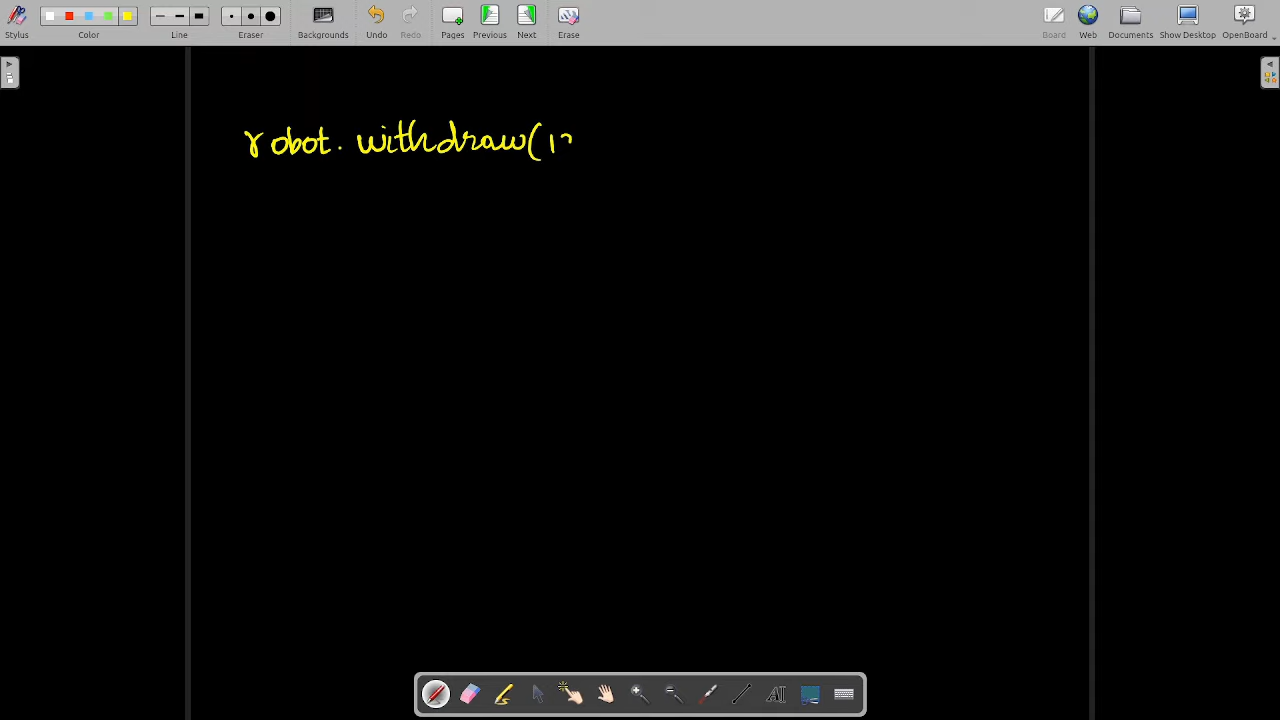 Stylus Color Line Eraser Backgrounds Undo Redo Pages Previous Next Erase Board Web Documents Show Desktop OpenBoard
robot.withdraw(1
AI